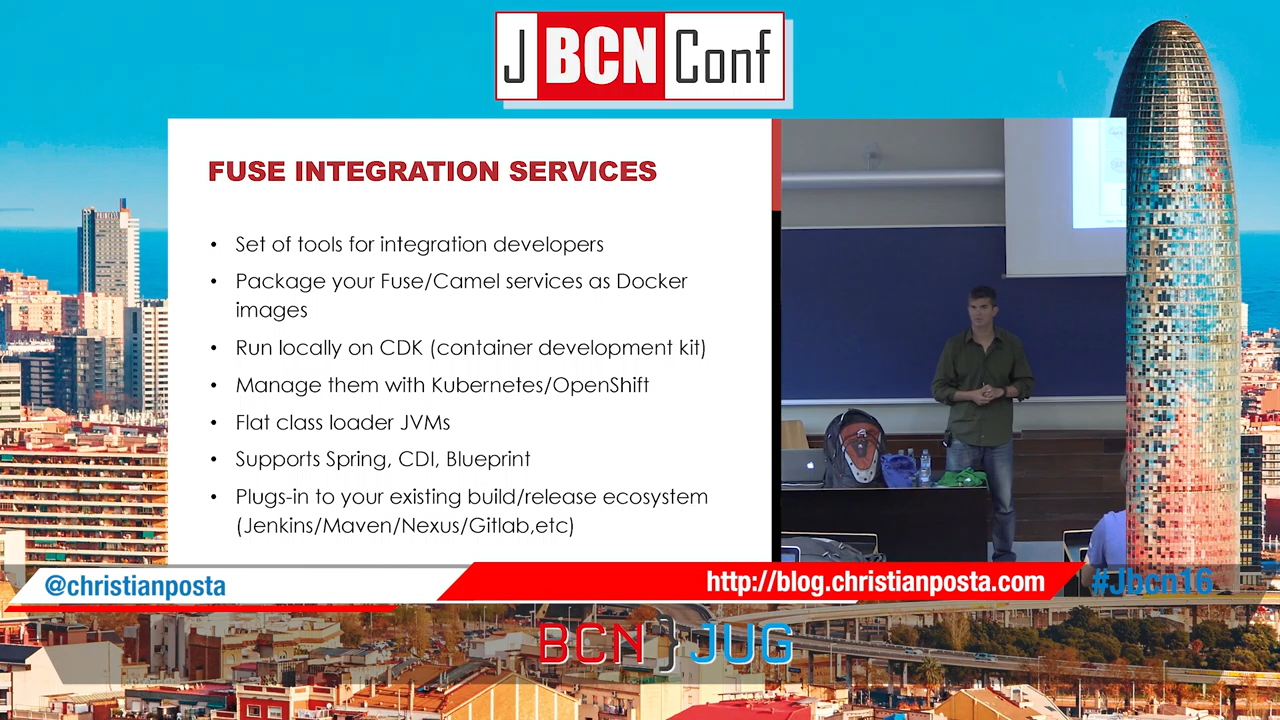 J BCN Conf
FUSE INTEGRATION SERVICES
• Set of tools for integration developers
• Package your Fuse/Camel services as Docker
images
• Run locally on CDK (container development kit)
• Manage them with Kubernetes/OpenShift
• Flat class loader JVMs
• Supports Spring, CDI, Blueprint
• Plugs-in to your existing build/release ecosystem
(Jenkins/Maven/Nexus/Gitlab,etc)
@christianposta
http://blog.christianposta.com
#Jbcn16
BCN JUG